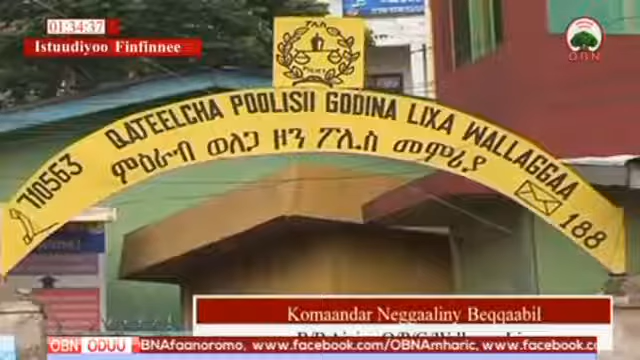 01:34:37
Istuudiyoo Finfinnee
OBN
QAJEELCHA POOLISII GODINA LIXA WALLAGGAA
ምዕራብ ወለጋ ዞን ፖሊስ መምሪያ
710563
188
Komaandar Neggaaliny Beqqaabil
OBN ODUU BNAfaanoromo, www.facebook.com/OBNAmharic, www.facebook.com/